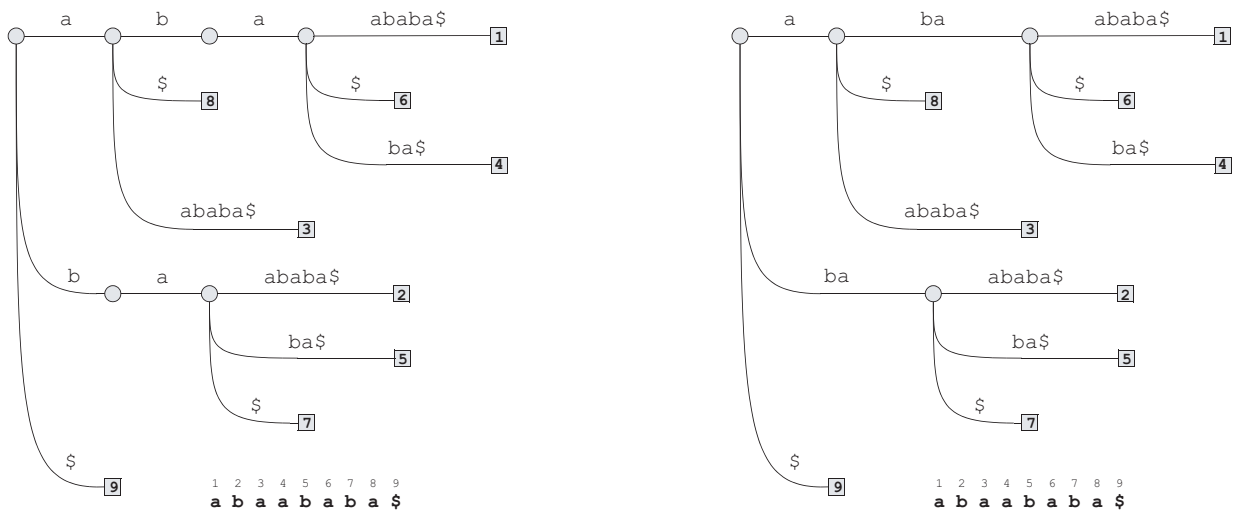 a b a ababa$ 1
a ba ababa$ 1
$ 8 $ 6
$ 8 $ 6
ba$ 4
ba$ 4
ababa$ 3
ababa$ 3
b a ababa$ 2
ba ababa$ 2
ba$ 5
ba$ 5
$ 7
$ 7
$ 9
$ 9
1 2 3 4 5 6 7 8 9
a b a a b a b a $
1 2 3 4 5 6 7 8 9
a b a a b a b a $